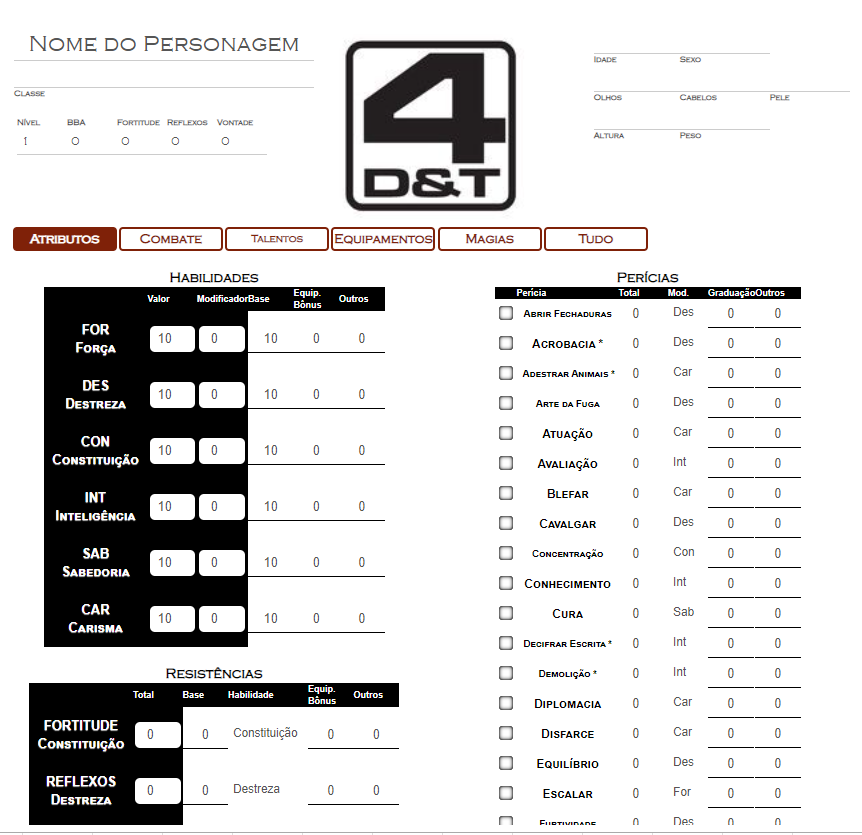 Nome do Personagem
Classe
Nível BBA Fortitude Reflexos Vontade
1 0 0 0 0
4
D&T
Idade Sexo
Olhos Cabelos Pele
Altura Peso
Atributos Combate Talentos Equipamentos Magias Tudo
Habilidades
Valor Modificador Base Equip. Bônus Outros
FOR Força 10 0 10 0 0
DES Destreza 10 0 10 0 0
CON Constituição 10 0 10 0 0
INT Inteligência 10 0 10 0 0
SAB Sabedoria 10 0 10 0 0
CAR Carisma 10 0 10 0 0
Resistências
Total Base Habilidade Equip. Bônus Outros
FORTITUDE Constituição 0 0 Constituição 0 0
REFLEXOS Destreza 0 0 Destreza 0 0
Perícias
Perícia Total Mod. Graduação Outros
Abrir Fechaduras 0 Des 0 0
Acrobacia * 0 Des 0 0
Adestrar Animais * 0 Car 0 0
Arte da Fuga 0 Des 0 0
Atuação 0 Car 0 0
Avaliação 0 Int 0 0
Blefar 0 Car 0 0
Cavalgar 0 Des 0 0
Concentração 0 Con 0 0
Conhecimento 0 Int 0 0
Cura 0 Sab 0 0
Decifrar Escrita * 0 Int 0 0
Demolição * 0 Int 0 0
Diplomacia 0 Car 0 0
Disfarce 0 Car 0 0
Equilíbrio 0 Des 0 0
Escalar 0 For 0 0
Furtividade 0 Des 0 0